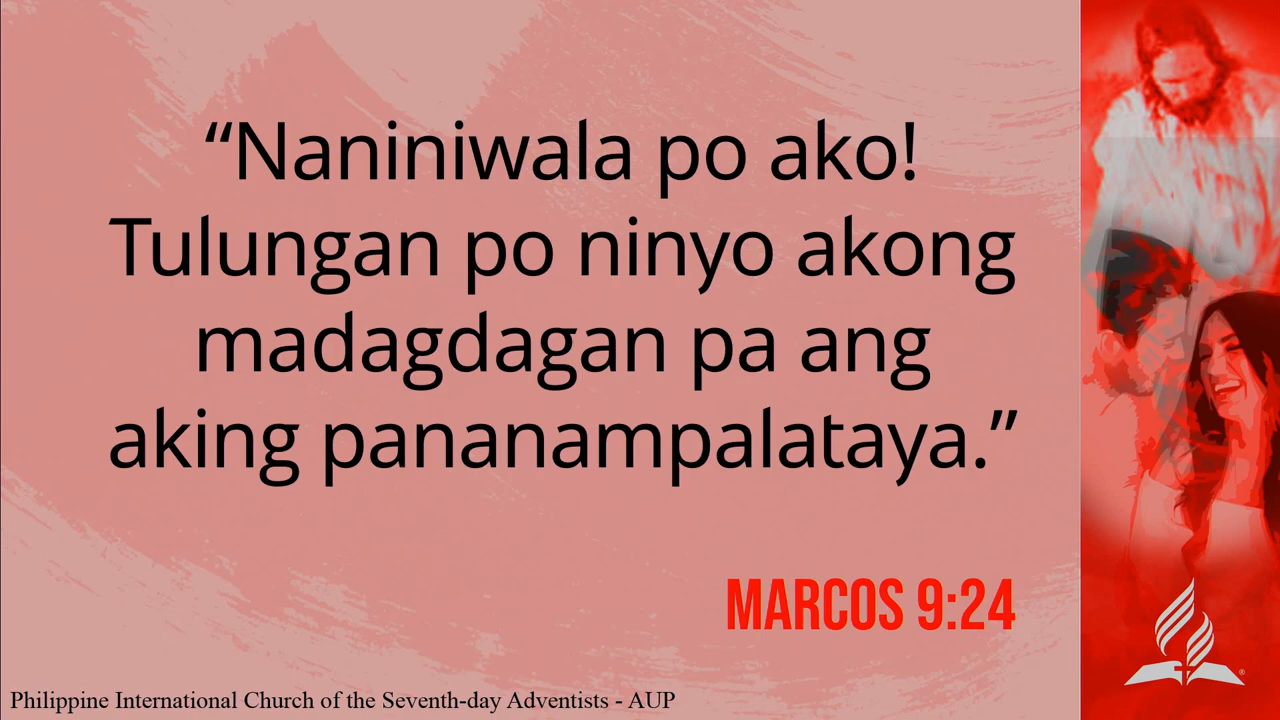 “Naniniwala po ako!
Tulungan po ninyo akong
madagdagan pa ang
aking pananampalataya.”
MARCOS 9:24
Philippine International Church of the Seventh-day Adventists - AUP
®